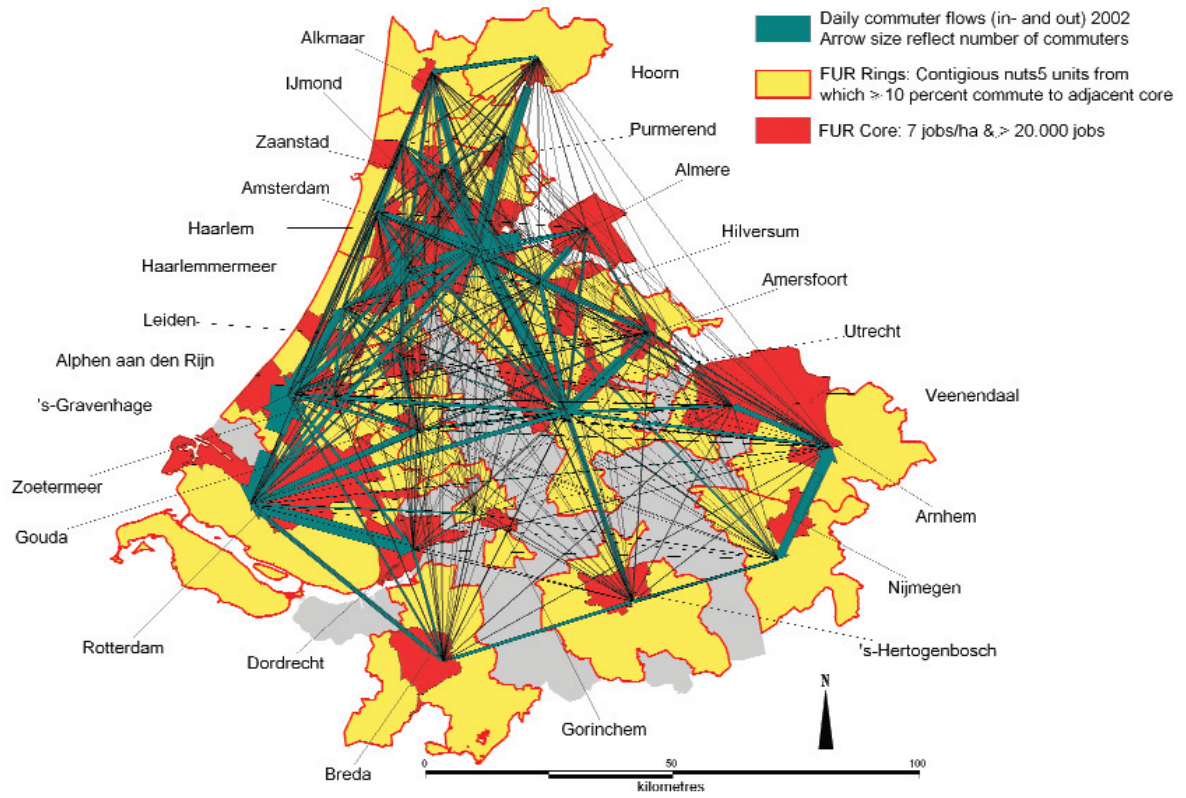 Daily commuter flows (in- and out) 2002
Arrow size reflect number of commuters
FUR Rings: Contigious nuts5 units from
which > 10 percent commute to adjacent core
FUR Core: 7 jobs/ha & > 20.000 jobs
Alkmaar
Hoorn
IJmond
Purmerend
Zaanstad
Almere
Amsterdam
Haarlem
Hilversum
Haarlemmermeer
Amersfoort
Leiden
Utrecht
Alphen aan den Rijn
Veenendaal
's-Gravenhage
Zoetermeer
Gouda
Arnhem
Nijmegen
Rotterdam
Dordrecht
's-Hertogenbosch
N
Gorinchem
Breda
0 50 100
kilometres